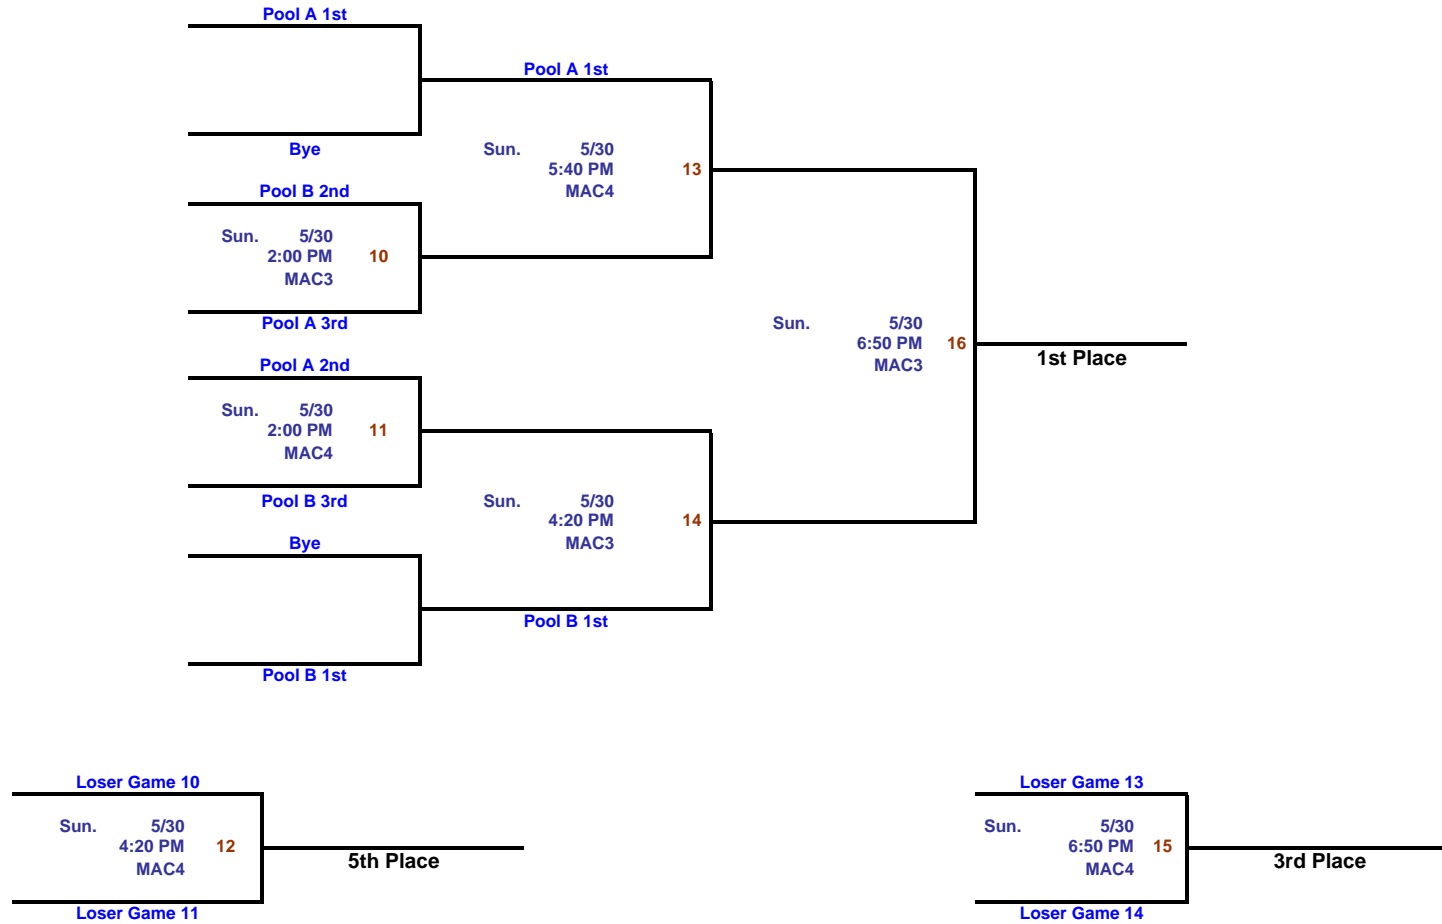 Pool A 1st
Pool A 1st
Bye
Sun. 5/30
5:40 PM 13
MAC4
Pool B 2nd
Sun. 5/30
2:00 PM 10
MAC3
Pool A 3rd
Sun. 5/30
6:50 PM 16
MAC3
1st Place
Pool A 2nd
Sun. 5/30
2:00 PM 11
MAC4
Pool B 3rd
Sun. 5/30
4:20 PM 14
MAC3
Bye
Pool B 1st
Pool B 1st
Loser Game 10
Sun. 5/30
4:20 PM 12
MAC4
5th Place
Loser Game 11
Loser Game 13
Sun. 5/30
6:50 PM 15
MAC4
3rd Place
Loser Game 14